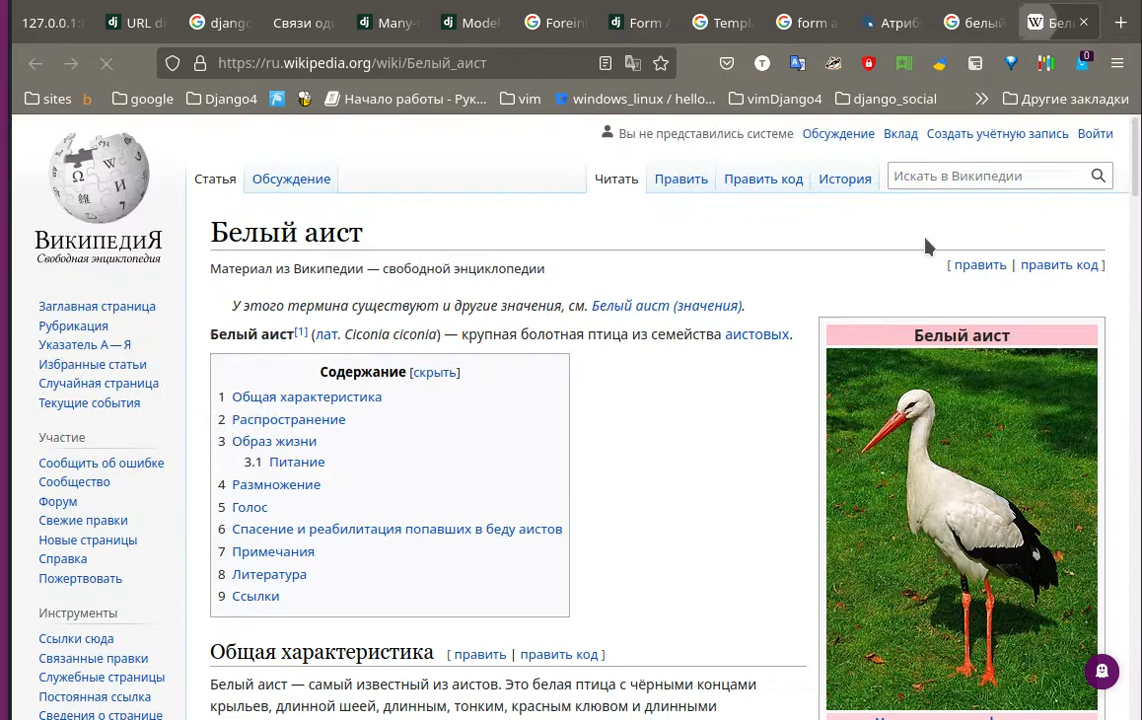 127.0.0.1:
URL di
django
Связи од
Many-
Model
Forein
Form /
Templ
form a
Атриб
белый
Бел
https://ru.wikipedia.org/wiki/Белый_аист
0
sites
google
Django4
Начало работы - Рук...
vim
windows_linux / hello...
vimDjango4
django_social
Другие закладки
Вы не представились системе
Обсуждение
Вклад
Создать учётную запись
Войти
Статья
Обсуждение
Читать
Править
Править код
История
Искать в Википедии
ВикипедиЯ
Свободная энциклопедия
Белый аист
[ править | править код ]
Материал из Википедии — свободной энциклопедии
У этого термина существуют и другие значения, см. Белый аист (значения).
Белый аист[1] (лат. Ciconia ciconia) — крупная болотная птица из семейства аистовых.
Содержание [скрыть]
1 Общая характеристика
2 Распространение
3 Образ жизни
3.1 Питание
4 Размножение
5 Голос
6 Спасение и реабилитация попавших в беду аистов
7 Примечания
8 Литература
9 Ссылки
Общая характеристика [ править | править код ]
Белый аист — самый известный из аистов. Это белая птица с чёрными концами
крыльев, длинной шеей, длинным, тонким, красным клювом и длинными
Белый аист
Заглавная страница
Рубрикация
Указатель А — Я
Избранные статьи
Случайная страница
Текущие события
Участие
Сообщить об ошибке
Сообщество
Форум
Свежие правки
Новые страницы
Справка
Пожертвовать
Инструменты
Ссылки сюда
Связанные правки
Служебные страницы
Постоянная ссылка
Сведения о странице